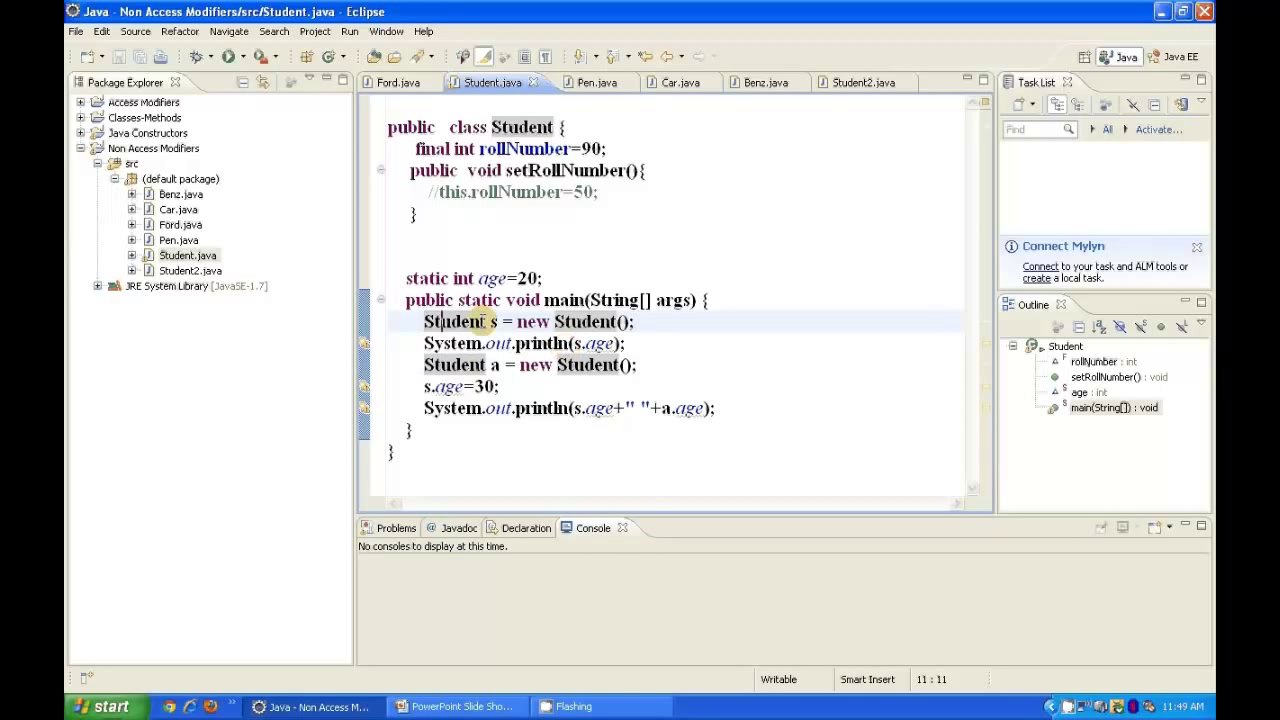 Java - Non Access Modifiers/src/Student.java - Eclipse
File Edit Source Refactor Navigate Search Project Run Window Help
Java Java EE
Package Explorer
Access Modifiers
Classes-Methods
Java Constructors
Non Access Modifiers
src
(default package)
Benz.java
Car.java
Ford.java
Pen.java
Student.java
Student2.java
JRE System Library [JavaSE-1.7]
Ford.java Student.java Pen.java Car.java Benz.java Student2.java
public class Student {
final int rollNumber=90;
public void setRollNumber(){
//this.rollNumber=50;
}
static int age=20;
public static void main(String[] args) {
Student s = new Student();
System.out.println(s.age);
Student a = new Student();
s.age=30;
System.out.println(s.age+" "+a.age);
}
}
Task List
Find All Activate...
Connect Mylyn
Connect to your task and ALM tools or
create a local task.
Outline
Student
rollNumber : int
setRollNumber() : void
age : int
main(String[]) : void
Problems Javadoc Declaration Console
No consoles to display at this time.
Writable Smart Insert 11 : 11
start Java - Non Access M... PowerPoint Slide Sho... Flashing 11:49 AM